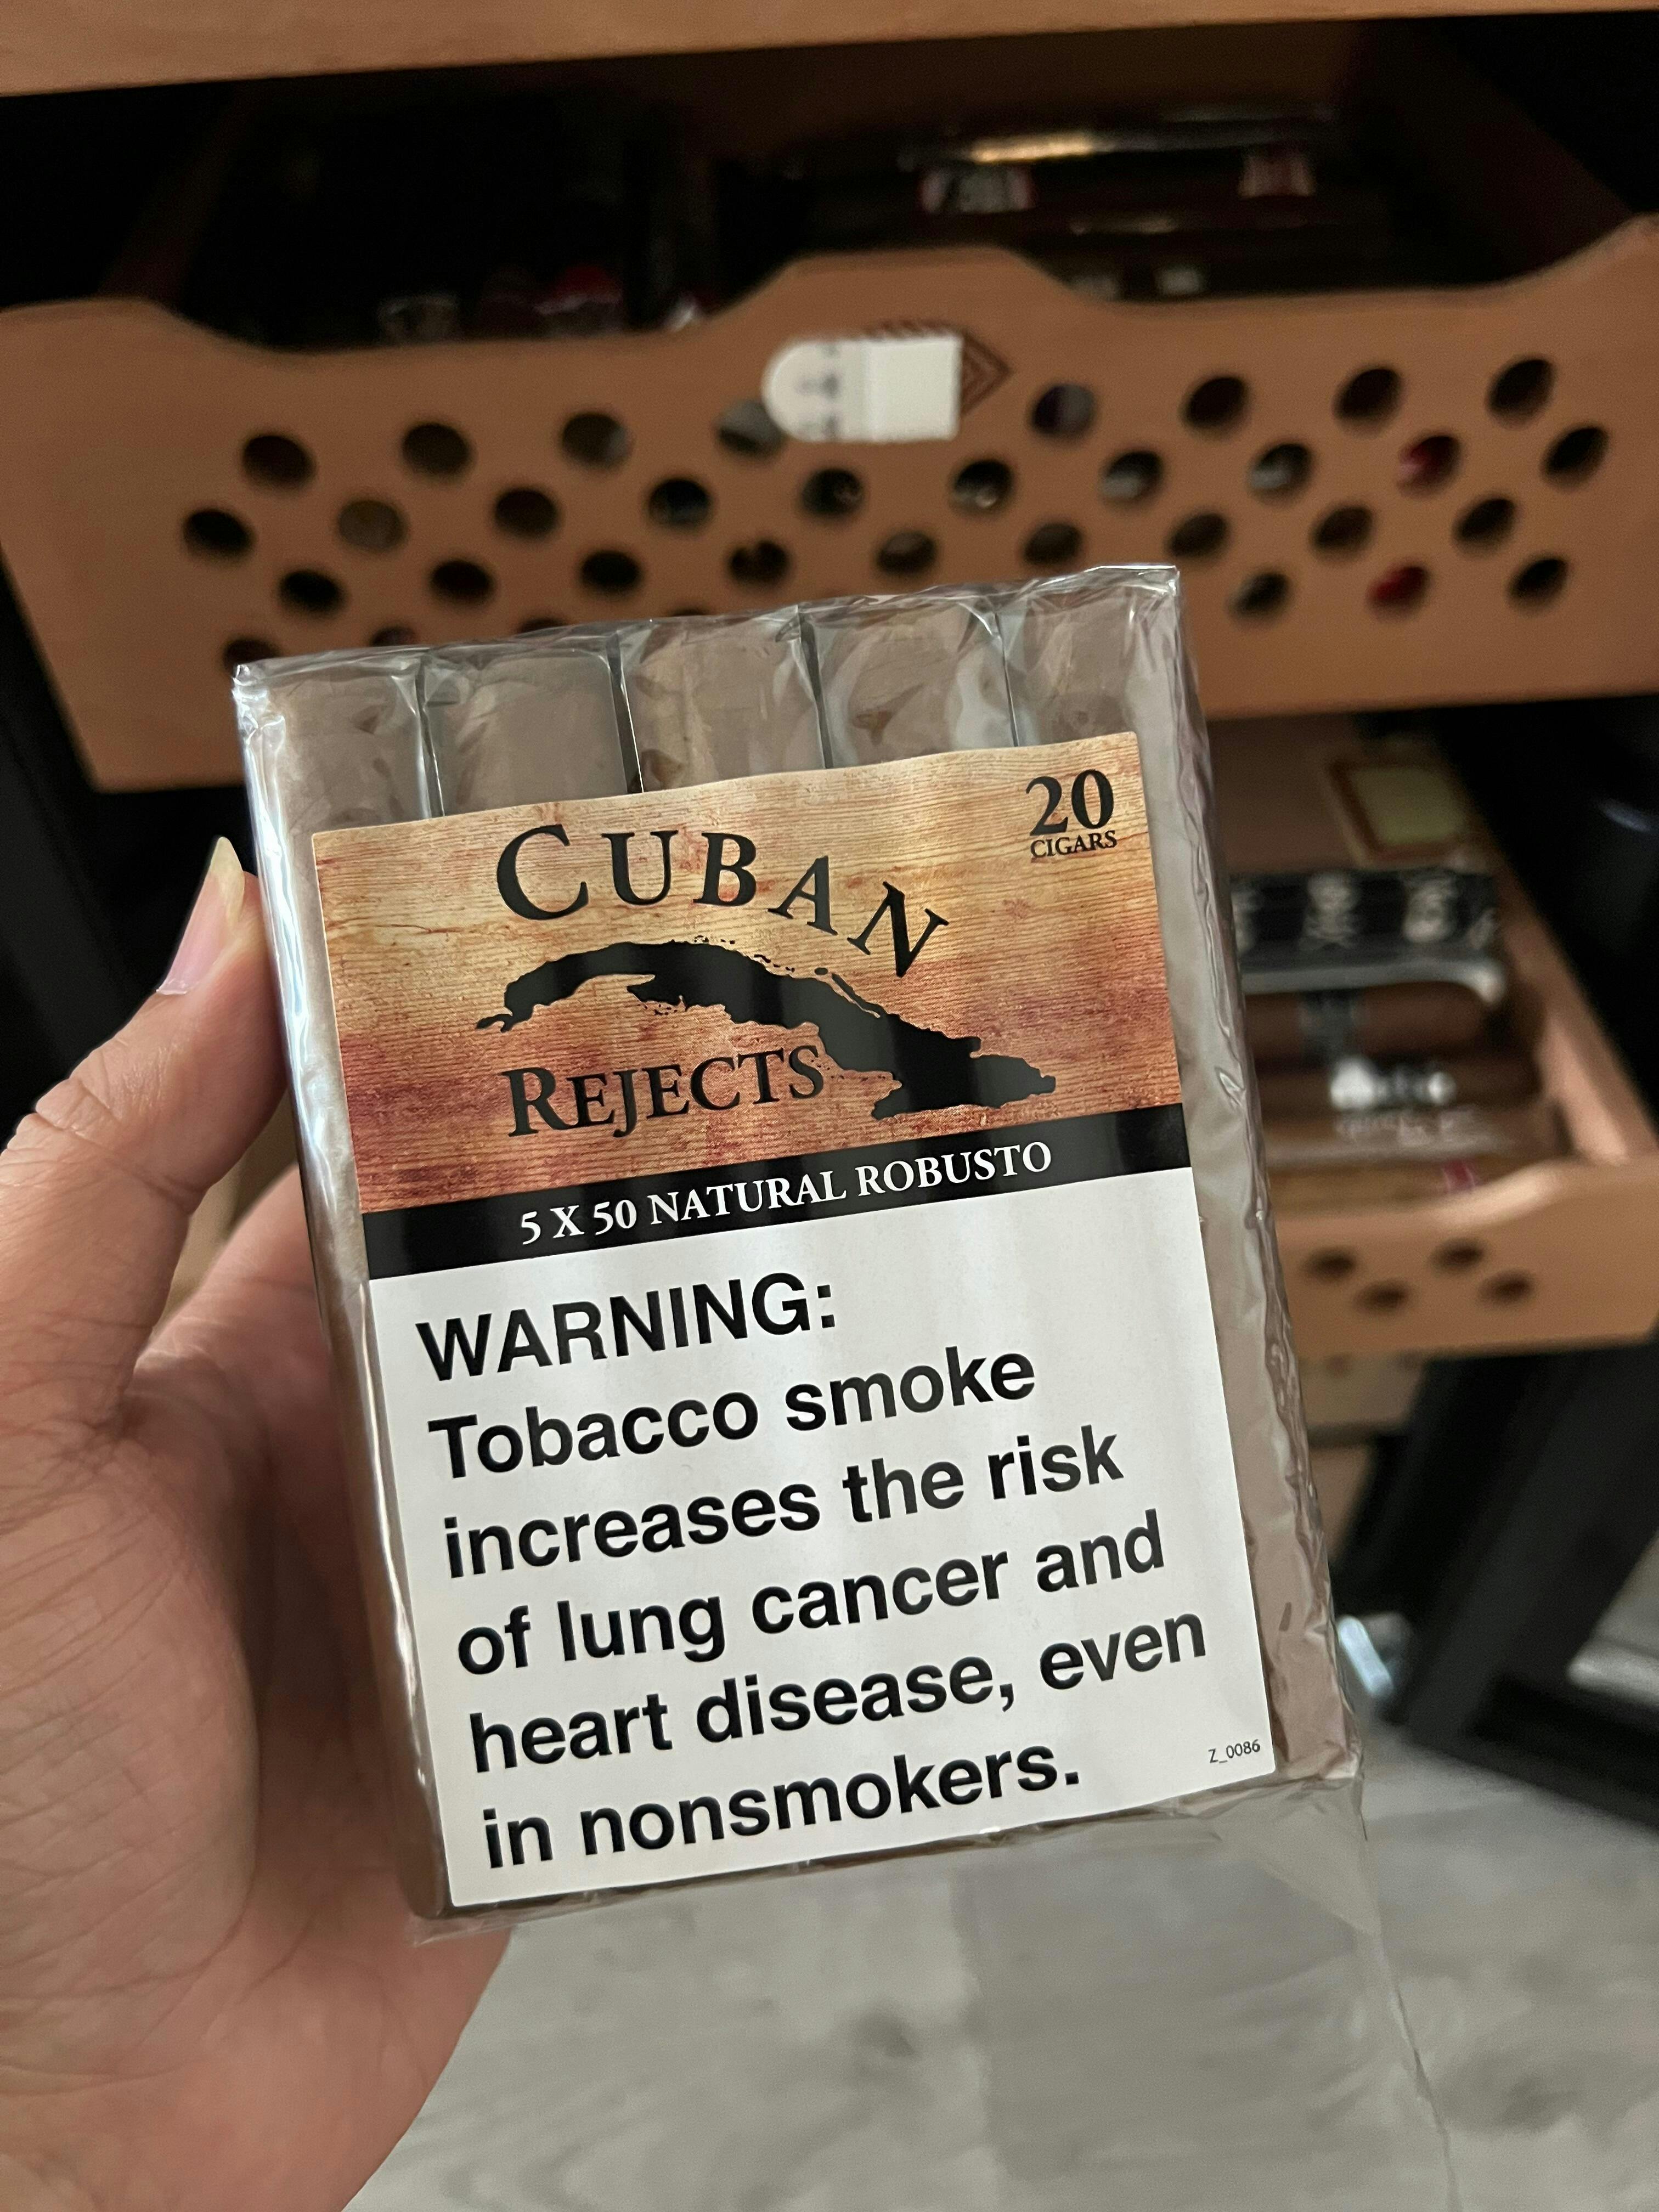 20
CIGARS
CUBAN
REJECTS
5 X 50 NATURAL ROBUSTO
WARNING:
Tobacco smoke
increases the risk
of lung cancer and
heart disease, even
in nonsmokers.
Z_0086